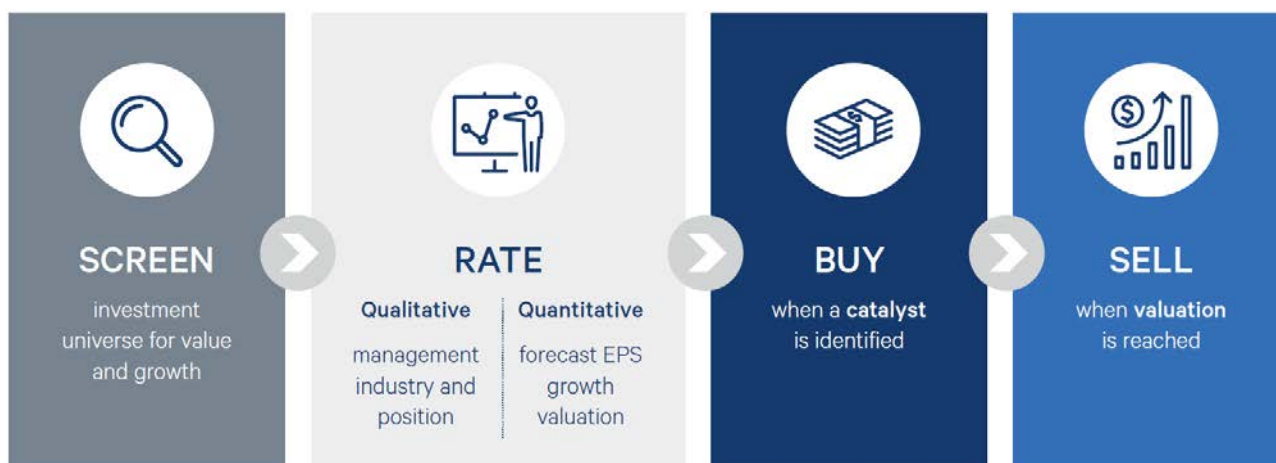 SCREEN
investment
universe for value
and growth
RATE
Qualitative
management
industry and
position
Quantitative
forecast EPS
growth
valuation
BUY
when a catalyst
is identified
$
SELL
when valuation
is reached
$